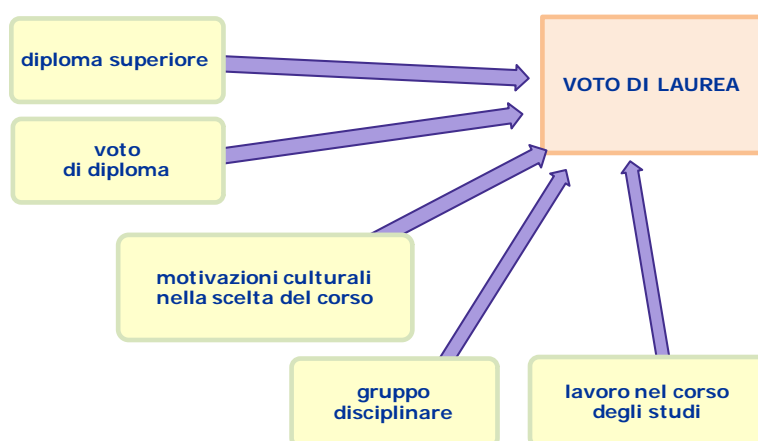 diploma superiore
VOTO DI LAUREA
voto
di diploma
motivazioni culturali
nella scelta del corso
gruppo
disciplinare
lavoro nel corso
degli studi